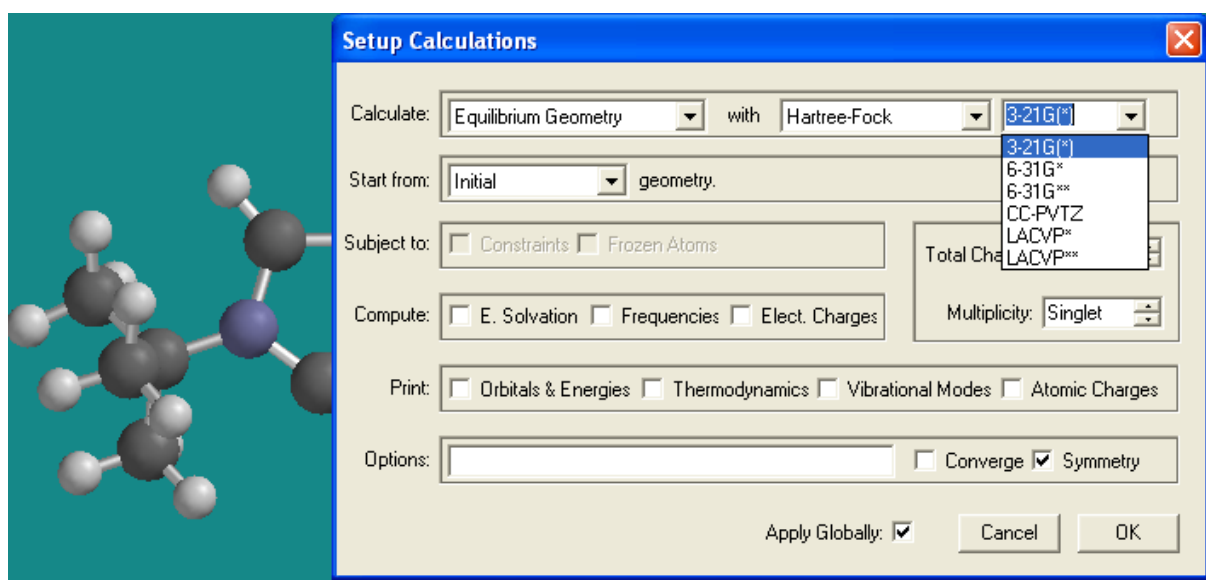 Setup Calculations
Calculate: Equilibrium Geometry with Hartree-Fock 3-21G(*)
3-21G(*)
6-31G*
6-31G**
CC-PVTZ
LACVP*
LACVP**
Start from: Initial geometry.
Subject to: Constraints Frozen Atoms
Total Cha
Compute: E. Solvation Frequencies Elect. Charges
Multiplicity: Singlet
Print: Orbitals & Energies Thermodynamics Vibrational Modes Atomic Charges
Options: Converge Symmetry
Apply Globally: Cancel OK